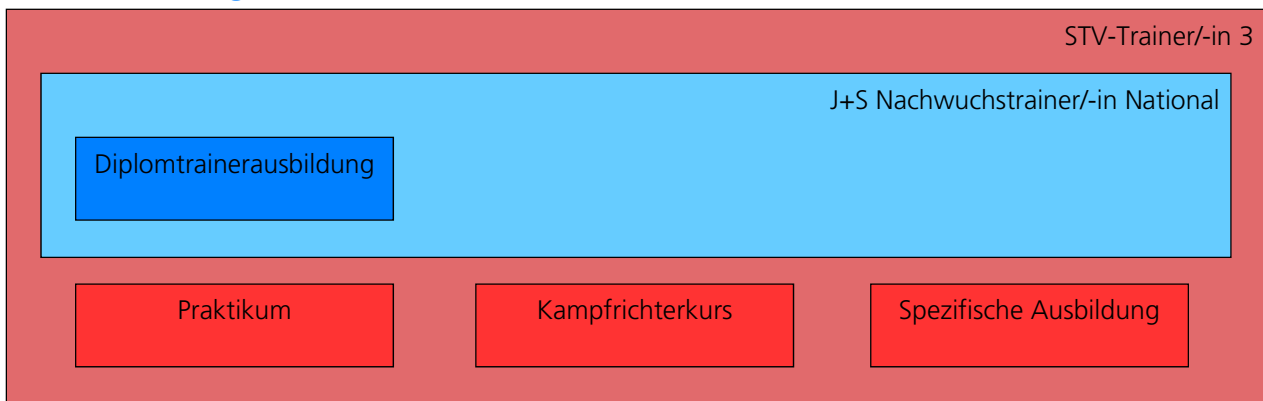 STV-Trainer/-in 3
J+S Nachwuchstrainer/-in National
Diplomtrainerausbildung
Praktikum
Kampfrichterkurs
Spezifische Ausbildung